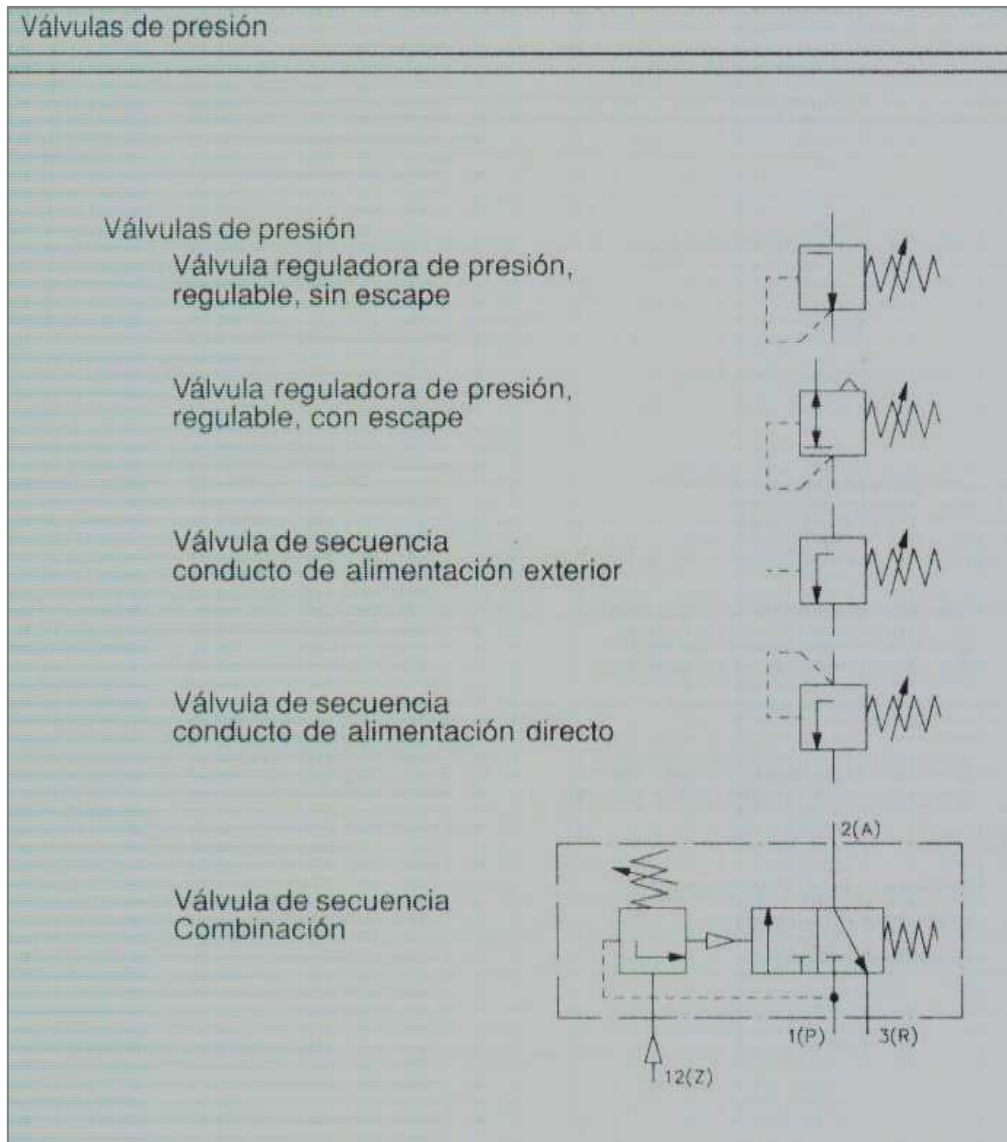 Válvulas de presión
Válvulas de presión
Válvula reguladora de presión,
regulable, sin escape
Válvula reguladora de presión,
regulable, con escape
Válvula de secuencia
conducto de alimentación exterior
Válvula de secuencia
conducto de alimentación directo
2(A)
Válvula de secuencia
Combinación
1(P)
3(R)
12(Z)